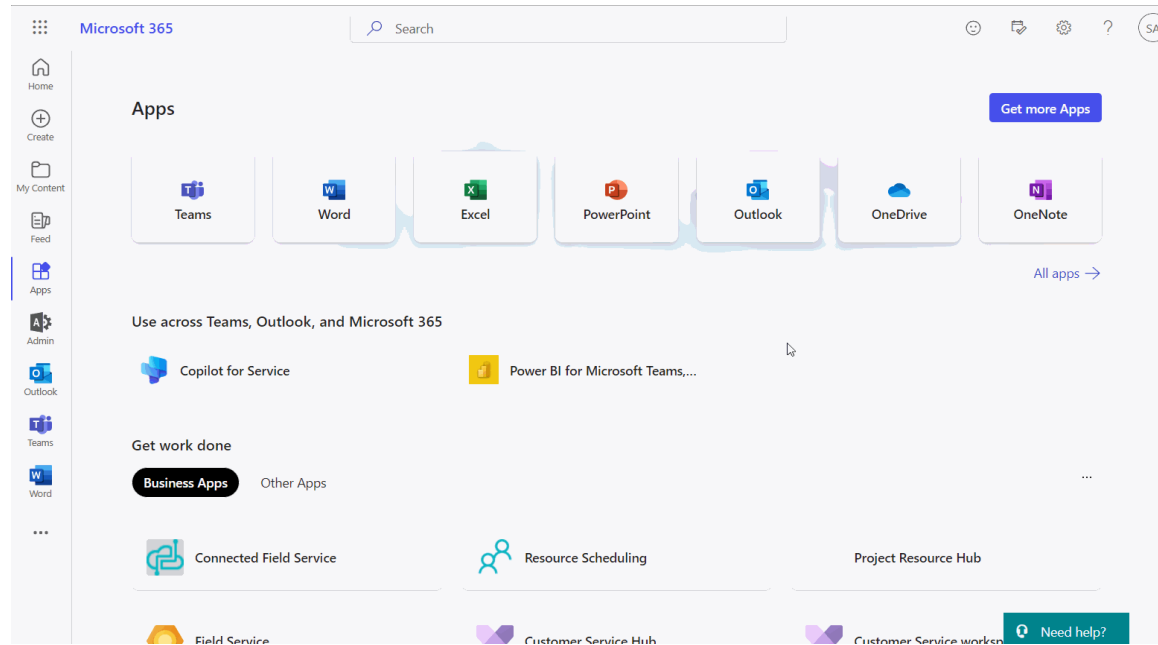 Microsoft 365
Search
SA
Home
Create
My Content
Feed
Apps
Admin
Outlook
Teams
Word
Apps
Get more Apps
Teams
Word
Excel
PowerPoint
Outlook
OneDrive
OneNote
All apps
Use across Teams, Outlook, and Microsoft 365
Copilot for Service
Power BI for Microsoft Teams,...
Get work done
Business Apps
Other Apps
Connected Field Service
Resource Scheduling
Project Resource Hub
Field Service
Customer Service Hub
Customer Service worksp
Need help?